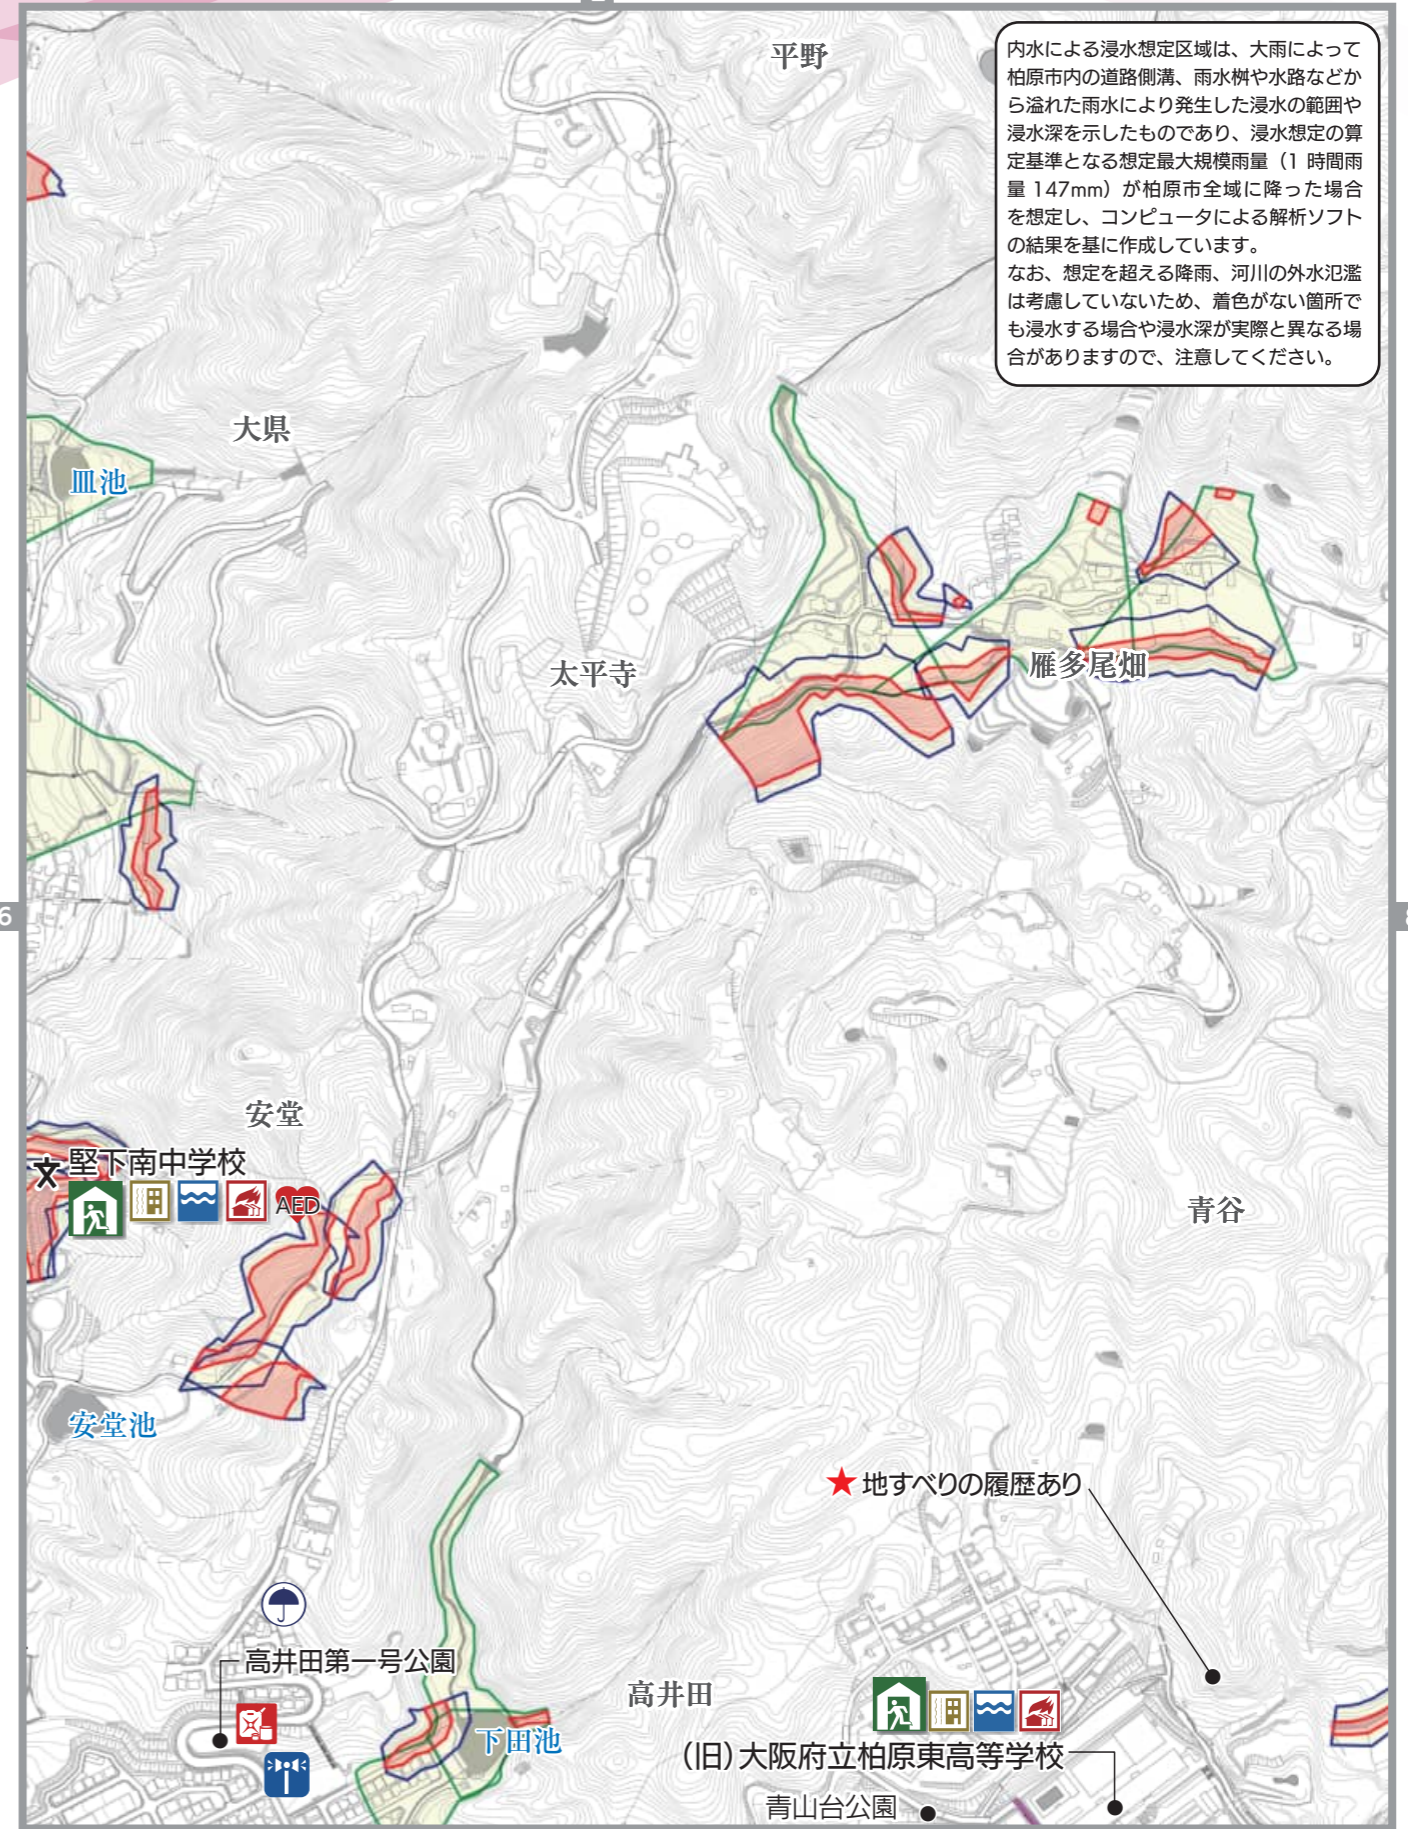 平野
内水による浸水想定区域は、大雨によって
柏原市内の道路側溝、雨水桝や水路などか
ら溢れた雨水により発生した浸水の範囲や
浸水深を示したものであり、浸水想定の算
定基準となる想定最大規模雨量（1 時間雨
量 147mm）が柏原市全域に降った場合
を想定し、コンピュータによる解析ソフト
の結果を基に作成しています。
なお、想定を超える降雨、河川の外水氾濫
は考慮していないため、着色がない箇所で
も浸水する場合や浸水深が実際と異なる場
合がありますので、注意してください。
大県
皿池
太平寺
雁多尾畑
6
安堂
堅下南中学校
AED
青谷
安堂池
★地すべりの履歴あり
高井田第一号公園
高井田
下田池
(旧)大阪府立柏原東高等学校
青山台公園